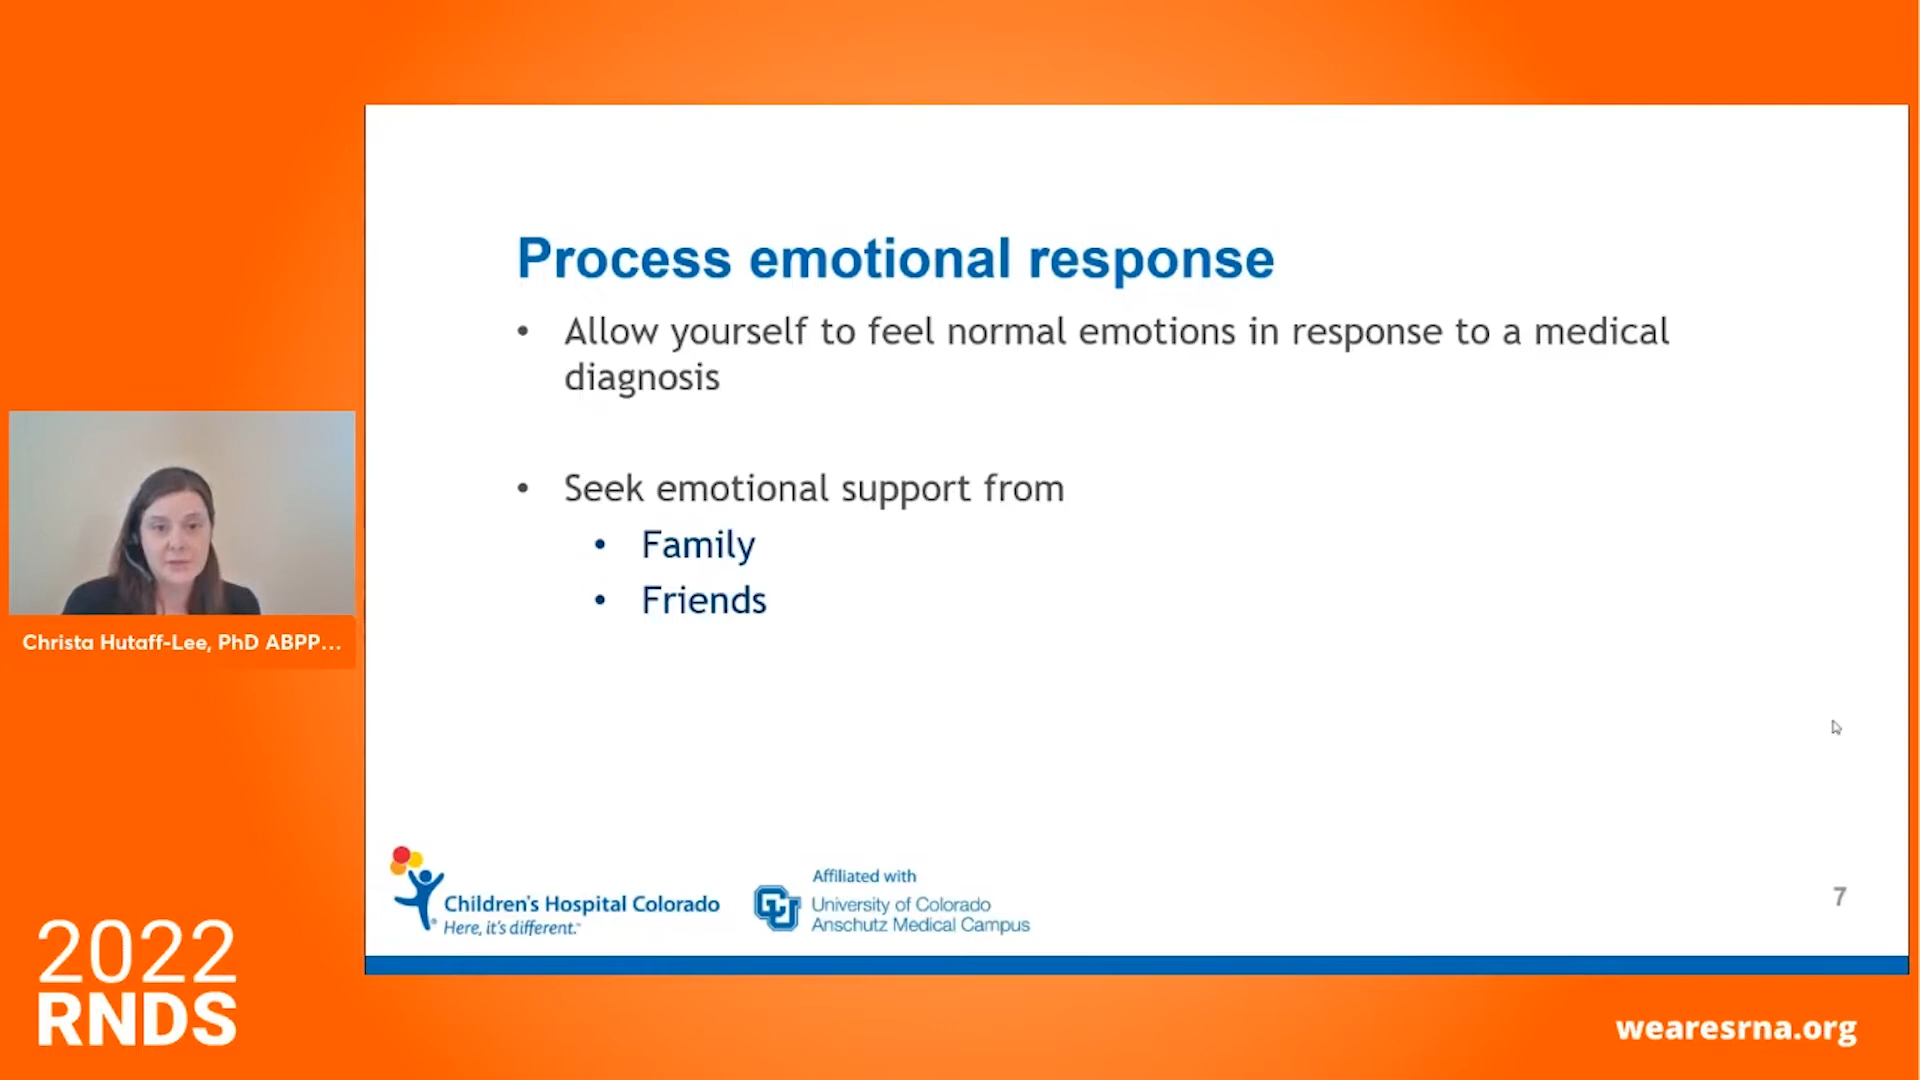 Process emotional response
• Allow yourself to feel normal emotions in response to a medical
diagnosis
• Seek emotional support from
• Family
• Friends
Christa Hutaff-Lee, PhD ABPP...
Children's Hospital Colorado
Here, it's different.™
Affiliated with
CU
University of Colorado
Anschutz Medical Campus
7
2022
RNDS
wearesrna.org